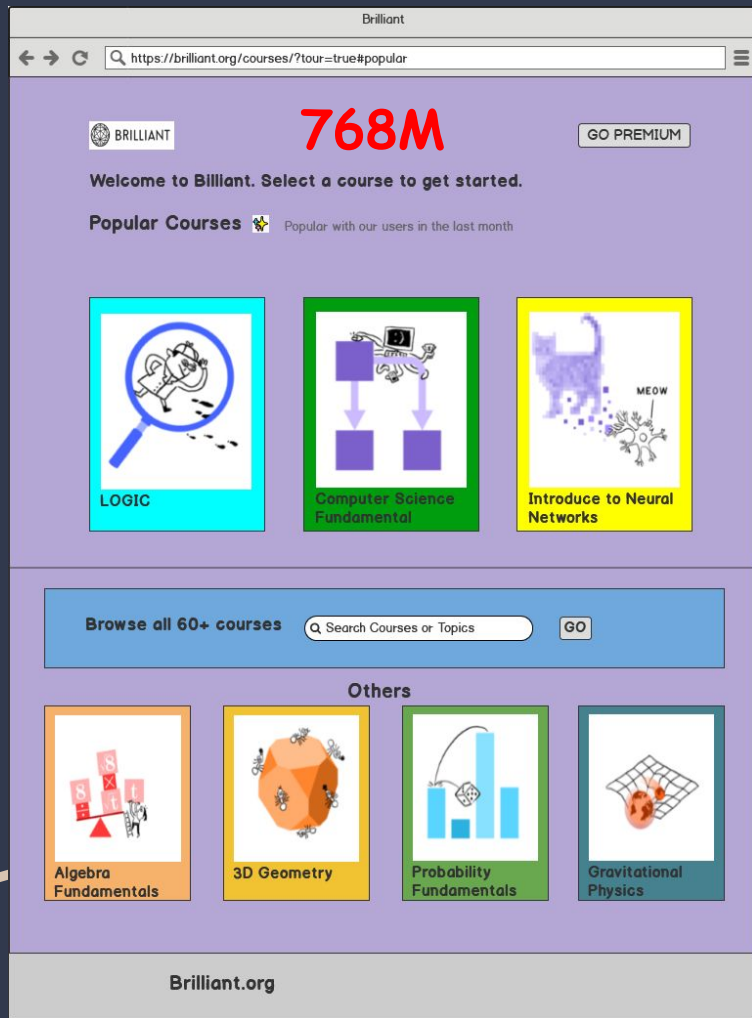 Brilliant
https://brilliant.org/courses/?tour=true#popular
BRILLIANT
768M
GO PREMIUM
Welcome to Billiant. Select a course to get started.
Popular Courses
Popular with our users in the last month
MEOW
LOGIC
Computer Science
Fundamental
Introduce to Neural
Networks
Browse all 60+ courses
Search Courses or Topics
GO
Others
8
8
t
t
Algebra
Fundamentals
3D Geometry
Probability
Fundamentals
Gravitational
Physics
Brilliant.org